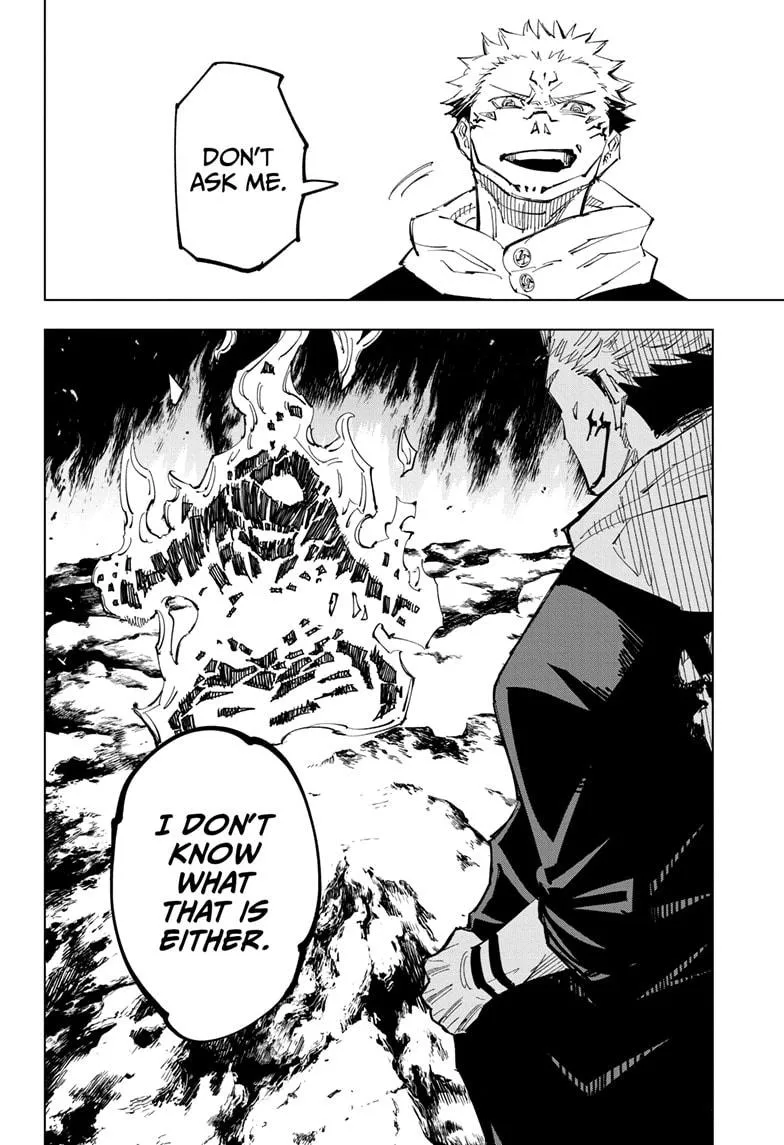 DON'T
ASK ME.
I DON'T
KNOW
WHAT
THAT IS
EITHER.